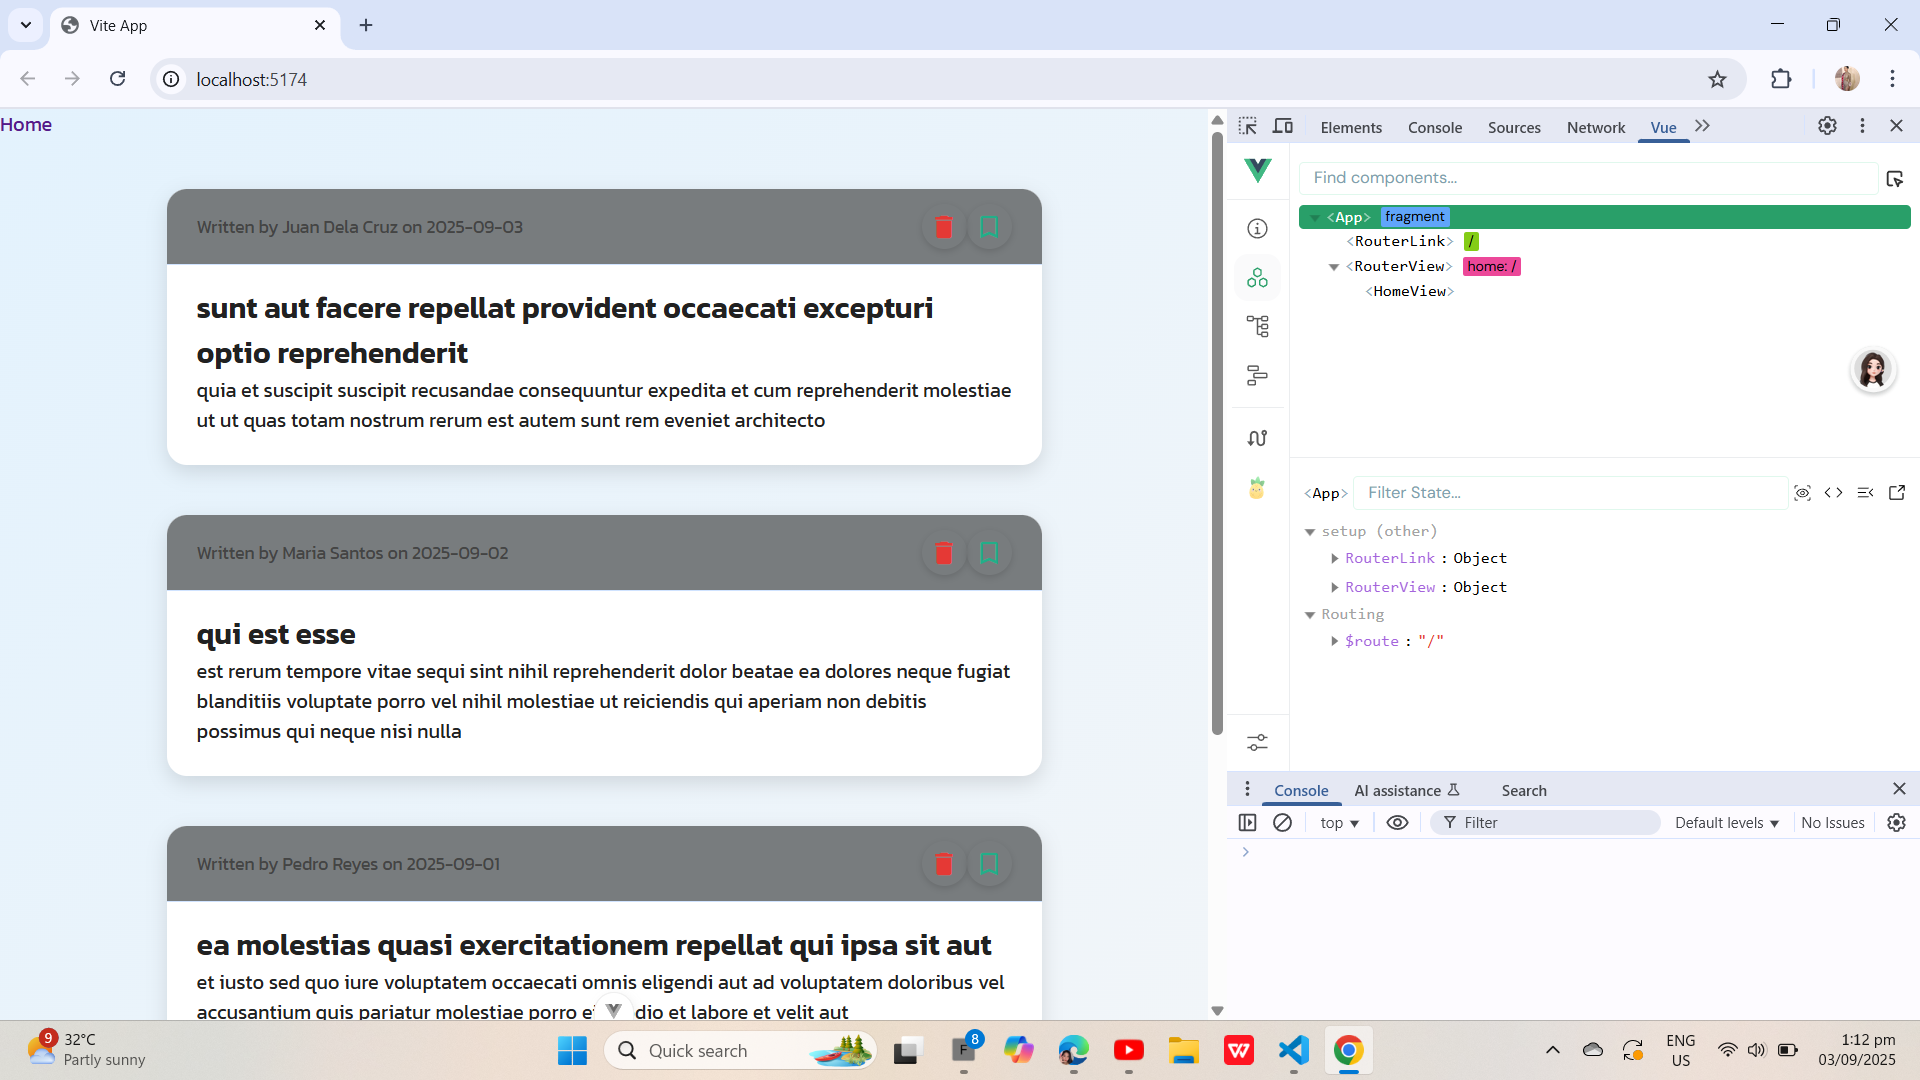 Vite App
localhost:5174
Home
Written by Juan Dela Cruz on 2025-09-03
sunt aut facere repellat provident occaecati excepturi
optio reprehenderit
quia et suscipit suscipit recusandae consequuntur expedita et cum reprehenderit molestiae
ut ut quas totam nostrum rerum est autem sunt rem eveniet architecto
Written by Maria Santos on 2025-09-02
qui est esse
est rerum tempore vitae sequi sint nihil reprehenderit dolor beatae ea dolores neque fugiat
blanditiis voluptate porro vel nihil molestiae ut reiciendis qui aperiam non debitis
possimus qui neque nisi nulla
Written by Pedro Reyes on 2025-09-01
ea molestias quasi exercitationem repellat qui ipsa sit aut
et iusto sed quo iure voluptatem occaecati omnis eligendi aut ad voluptatem doloribus vel
accusantium quis pariatur molestiae porro dio et labore et velit aut
Elements Console Sources Network Vue
Find components...
<App> fragment
<RouterLink> /
<RouterView> home: /
<HomeView>
<App> Filter State...
setup (other)
RouterLink : Object
RouterView : Object
Routing
$route : "/"
Console AI assistance Search
top Filter Default levels No Issues
9
32°C
Partly sunny
Quick search
F
8
W
ENG
US
1:12 pm
03/09/2025